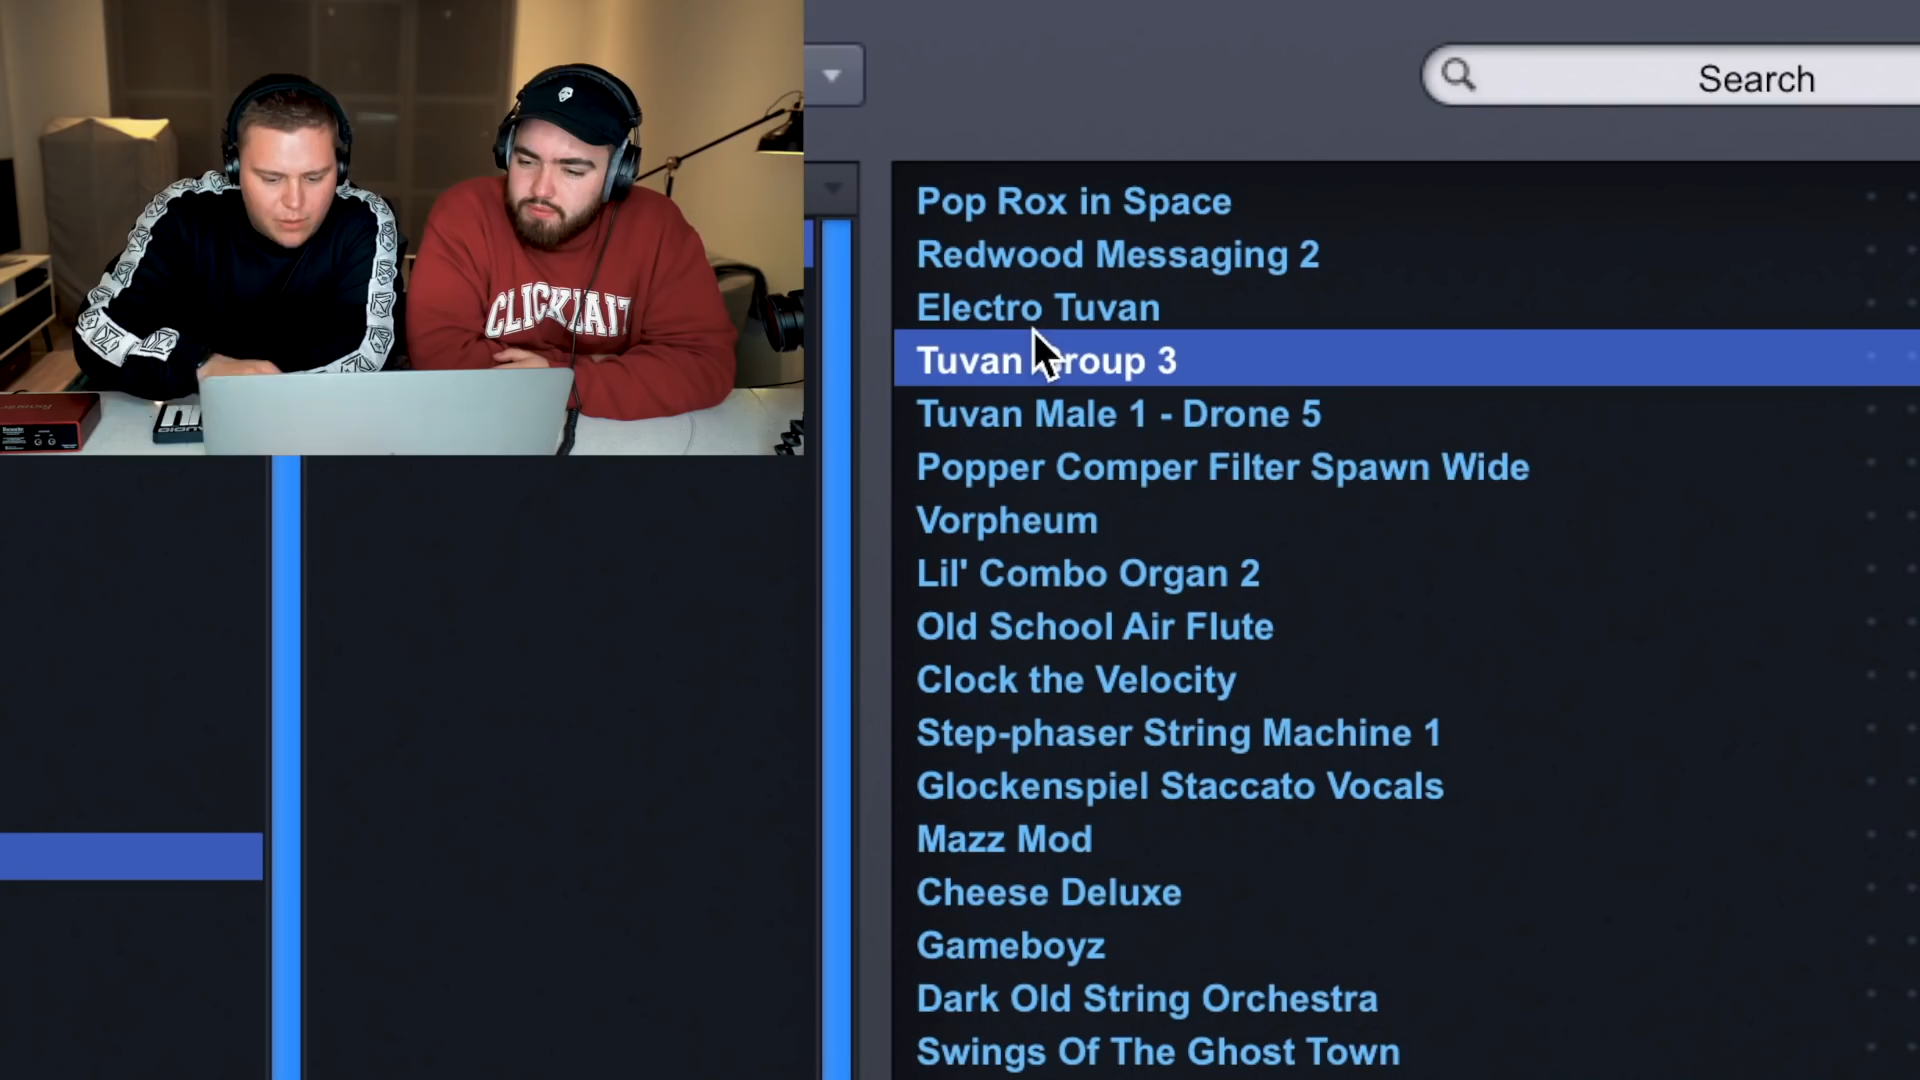 Search
CLICKBAIT
Pop Rox in Space
Redwood Messaging 2
Electro Tuvan
Tuvan Group 3
Tuvan Male 1 - Drone 5
Popper Comper Filter Spawn Wide
Vorpheum
Lil' Combo Organ 2
Old School Air Flute
Clock the Velocity
Step-phaser String Machine 1
Glockenspiel Staccato Vocals
Mazz Mod
Cheese Deluxe
Gameboyz
Dark Old String Orchestra
Swings Of The Ghost Town